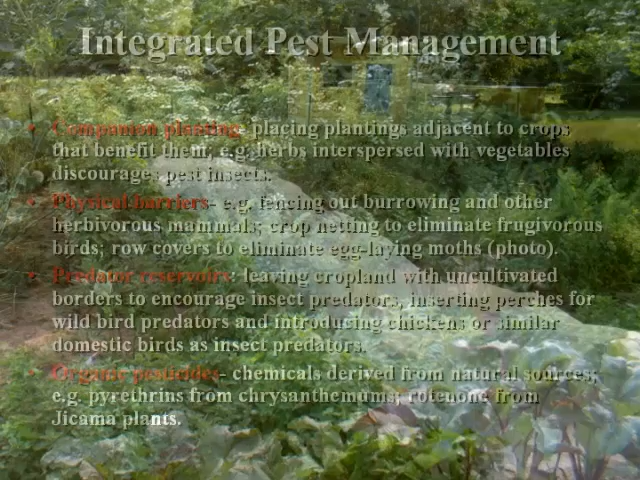 Integrated Pest Management
• Companion planting- placing plantings adjacent to crops
that benefit them; e.g. herbs interspersed with vegetables
discourages pest insects.
• Physical barriers- e.g. fencing out burrowing and other
herbivorous mammals; crop netting to eliminate frugivorous
birds; row covers to eliminate egg-laying moths (photo).
• Predator reservoirs: leaving cropland with uncultivated
borders to encourage insect predators, inserting perches for
wild bird predators and introducing chickens or similar
domestic birds as insect predators.
• Organic pesticides- chemicals derived from natural sources;
e.g. pyrethrins from chrysanthemums; rotenone from
Jicama plants.